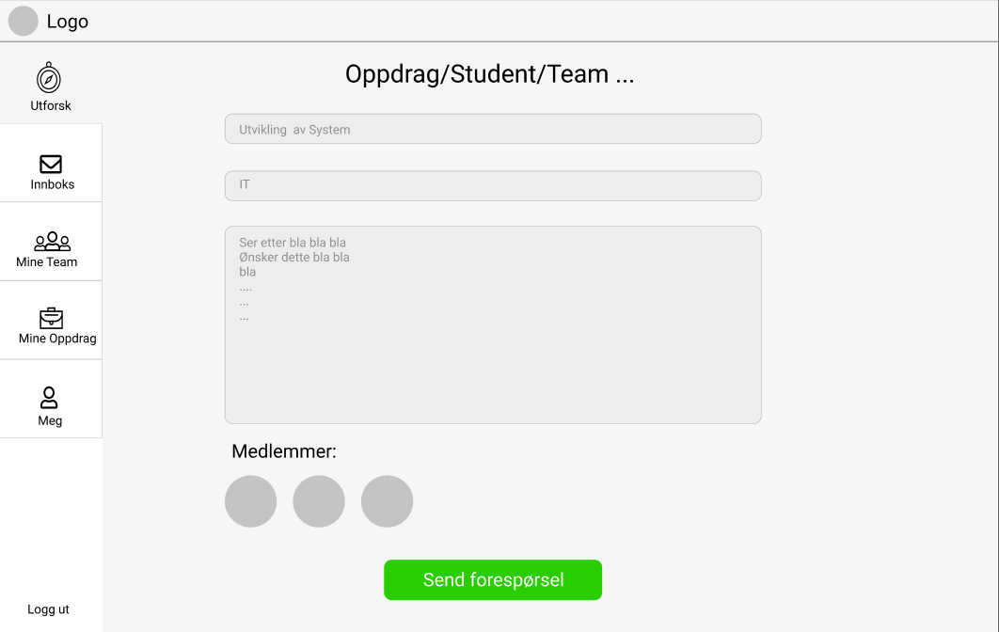 Logo
Utforsk
Innboks
Mine Team
Mine Oppdrag
Meg
Logg ut
Oppdrag/Student/Team ...
Utvikling  av System
IT
Ser etter bla bla bla
Ønsker dette bla bla
bla
....
...
...
Medlemmer:
Send forespørsel